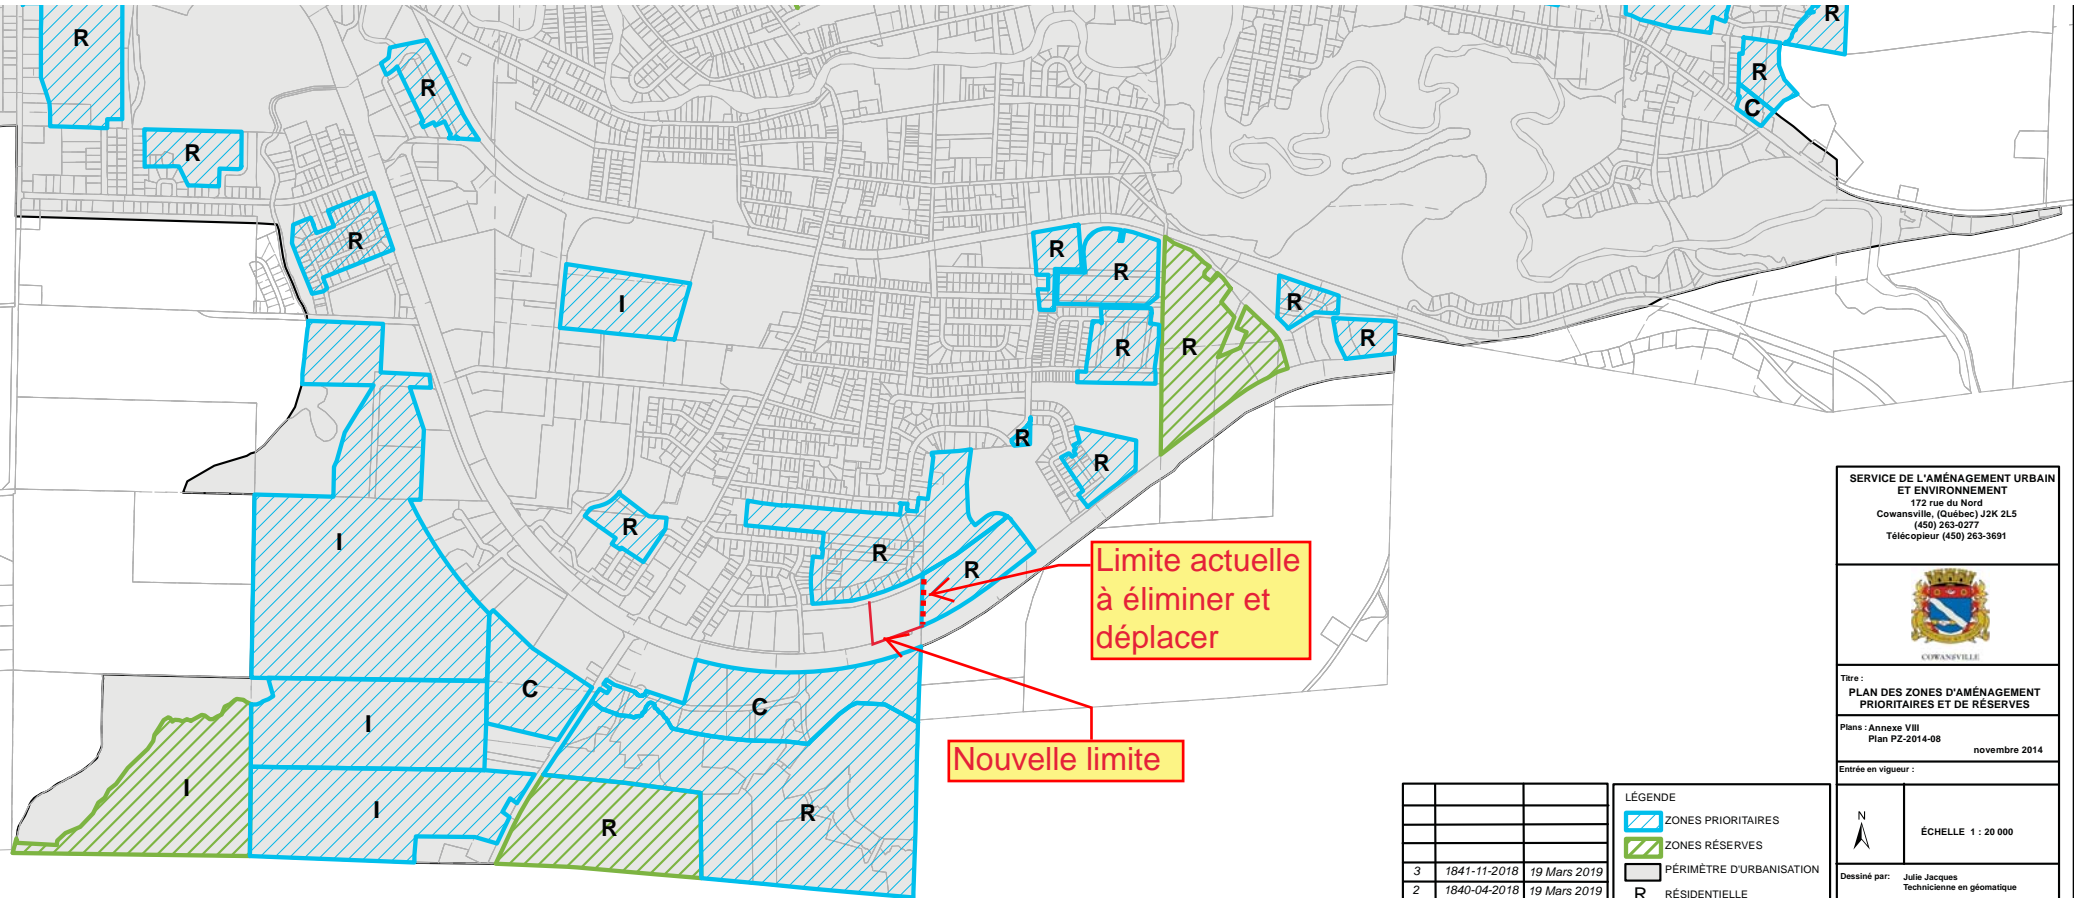 R
R
R
C
R
R
R
R
R
R
I
R
R
R
R
R
R
R
I
R
R
R
Limite actuelle
à éliminer et
déplacer
Nouvelle limite
C
C
I
I
I
R
R
SERVICE DE L'AMÉNAGEMENT URBAIN
ET ENVIRONNEMENT
172 rue du Nord
Cowansville, (Québec) J2K 2L5
(450) 263-0277
Télécopieur (450) 263-3691
COWANSVILLE
Titre :
PLAN DES ZONES D'AMÉNAGEMENT
PRIORITAIRES ET DE RÉSERVES
Plans : Annexe VIII
Plan PZ-2014-08
novembre 2014
Entrée en vigueur :
N
ÉCHELLE 1 : 20 000
Dessiné par: Julie Jacques
Technicienne en géomatique
LÉGENDE
ZONES PRIORITAIRES
ZONES RÉSERVES
PÉRIMÈTRE D'URBANISATION
R RÉSIDENTIELLE
3 1841-11-2018 19 Mars 2019
2 1840-04-2018 19 Mars 2019